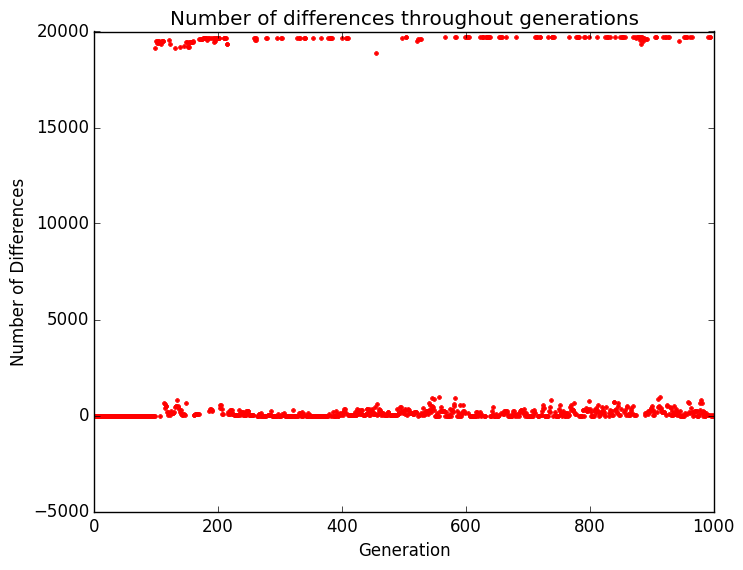 Number of differences throughout generations
20000
15000
10000
5000
0
−5000
0 200 400 600 800 1000
Number of Differences
Generation